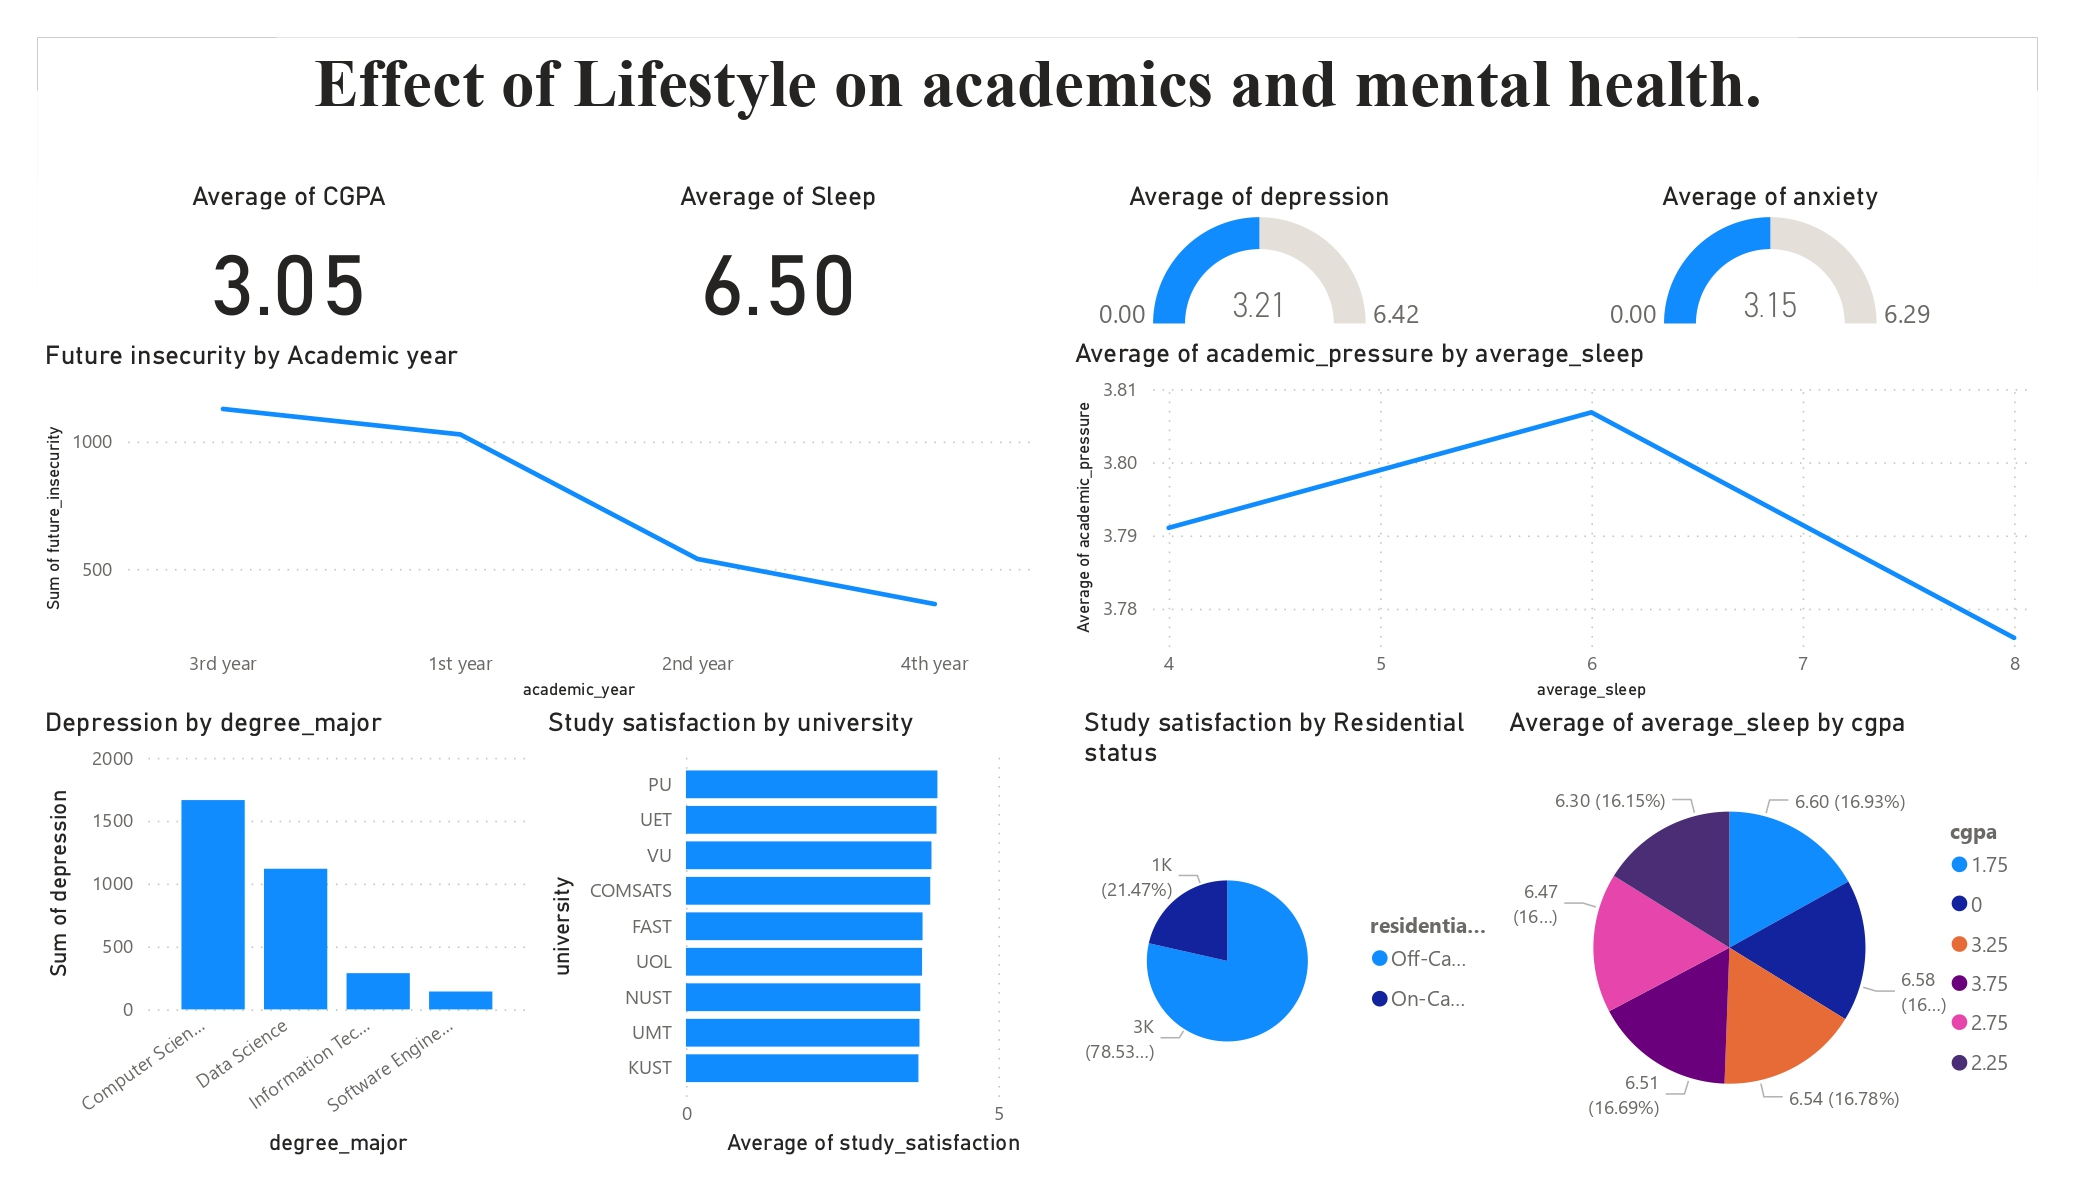 Effect of Lifestyle on academics and mental health.
Average of CGPA
3.05
Average of Sleep
6.50
Average of depression
0.00
3.21
6.42
Average of anxiety
0.00
3.15
6.29
Future insecurity by Academic year
Sum of future_insecurity
1000
500
3rd year
1st year
2nd year
4th year
academic_year
Average of academic_pressure by average_sleep
Average of academic_pressure
3.81
3.80
3.79
3.78
4
5
6
7
8
average_sleep
Depression by degree_major
Sum of depression
2000
1500
1000
500
0
Computer Scien...
Data Science
Information Tec...
Software Engine...
degree_major
Study satisfaction by university
university
PU
UET
VU
COMSATS
FAST
UOL
NUST
UMT
KUST
0
5
Average of study_satisfaction
Study satisfaction by Residential
status
1K
(21.47%)
3K
(78.53...)
residentia...
Off-Ca...
On-Ca...
Average of average_sleep by cgpa
6.30 (16.15%)
6.60 (16.93%)
6.47
(16...)
6.58
(16...)
6.51
(16.69%)
6.54 (16.78%)
cgpa
1.75
0
3.25
3.75
2.75
2.25